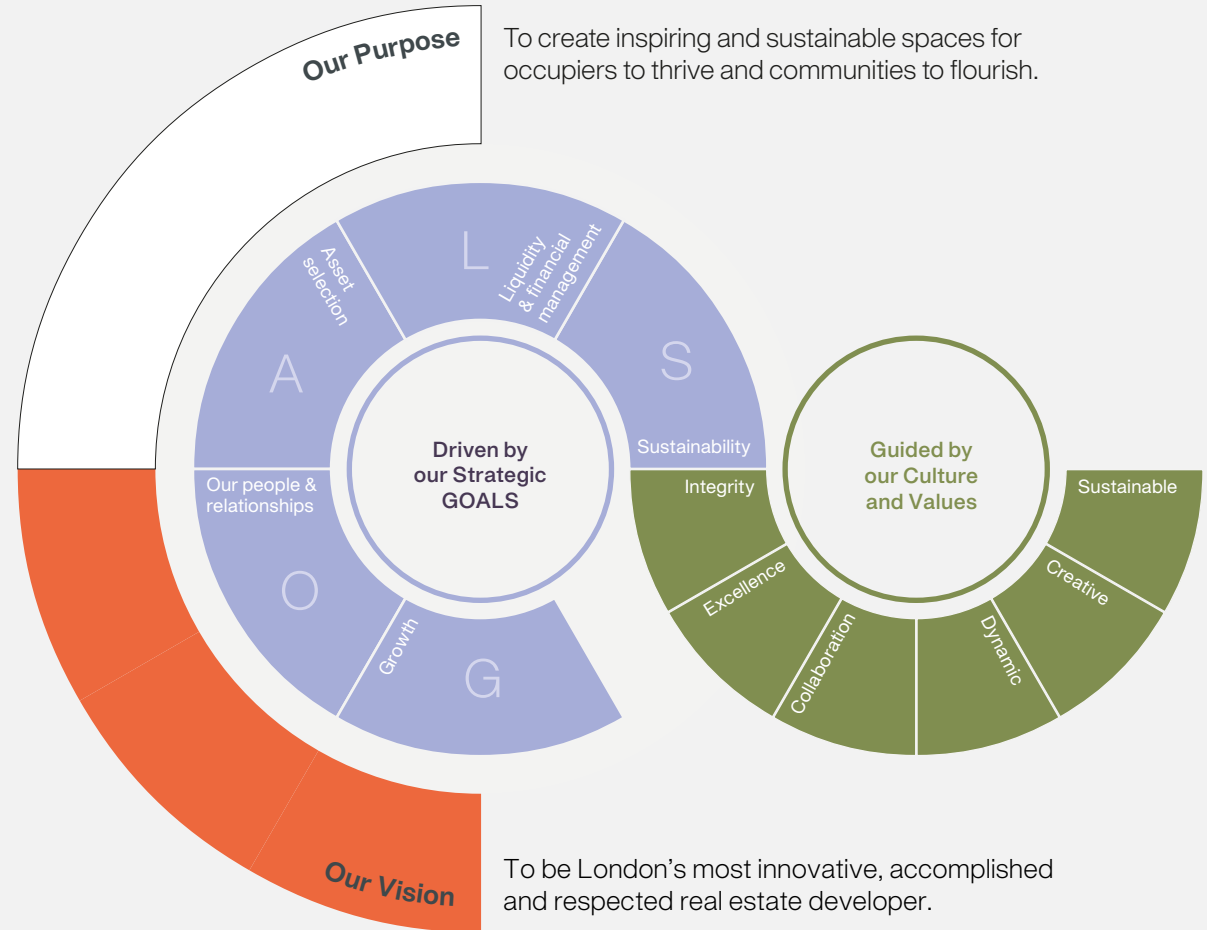 Our Purpose
To create inspiring and sustainable spaces for
occupiers to thrive and communities to flourish.
L
Liquidity
& financial
management
Asset
selection
A
S
Sustainability
Driven by
our Strategic
GOALS
Our people &
relationships
O
Growth
G
Guided by
our Culture
and Values
Integrity
Excellence
Collaboration
Dynamic
Creative
Sustainable
Our Vision
To be London’s most innovative, accomplished
and respected real estate developer.